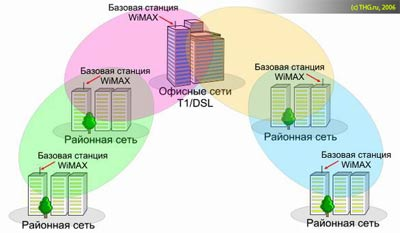 (c) THG.ru, 2006
Базовая станция
WiMAX
Офисные сети
T1/DSL
Базовая станция
WiMAX
Районная сеть
Базовая станция
WiMAX
Районная сеть
Базовая станция
WiMAX
Районная сеть
Базовая станция
WiMAX
Районная сеть